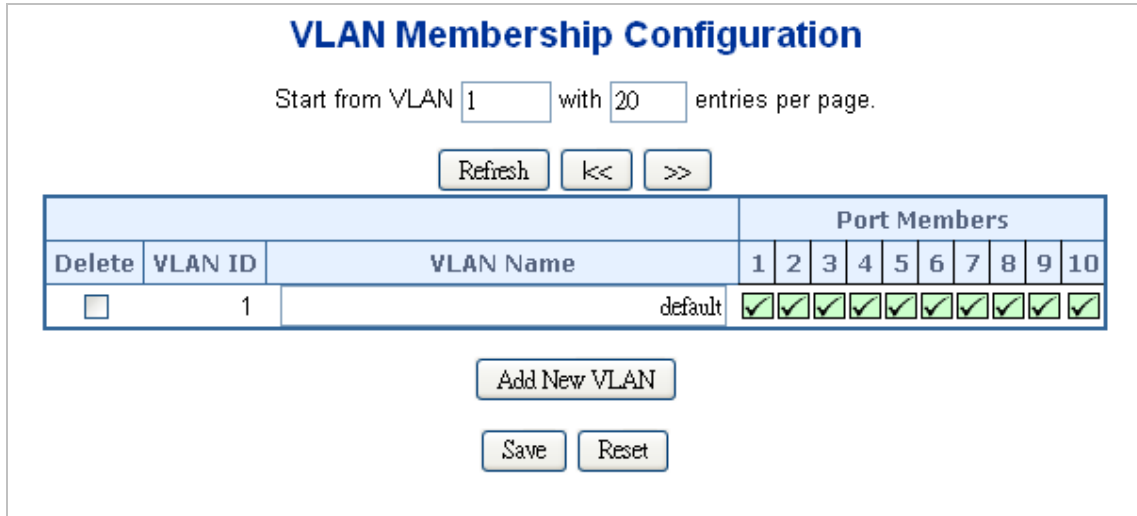 VLAN Membership Configuration
Start from VLAN 1 with 20 entries per page.
Refresh |<< >>
Port Members
Delete VLAN ID VLAN Name 1 2 3 4 5 6 7 8 9 10
1 default
Add New VLAN
Save Reset